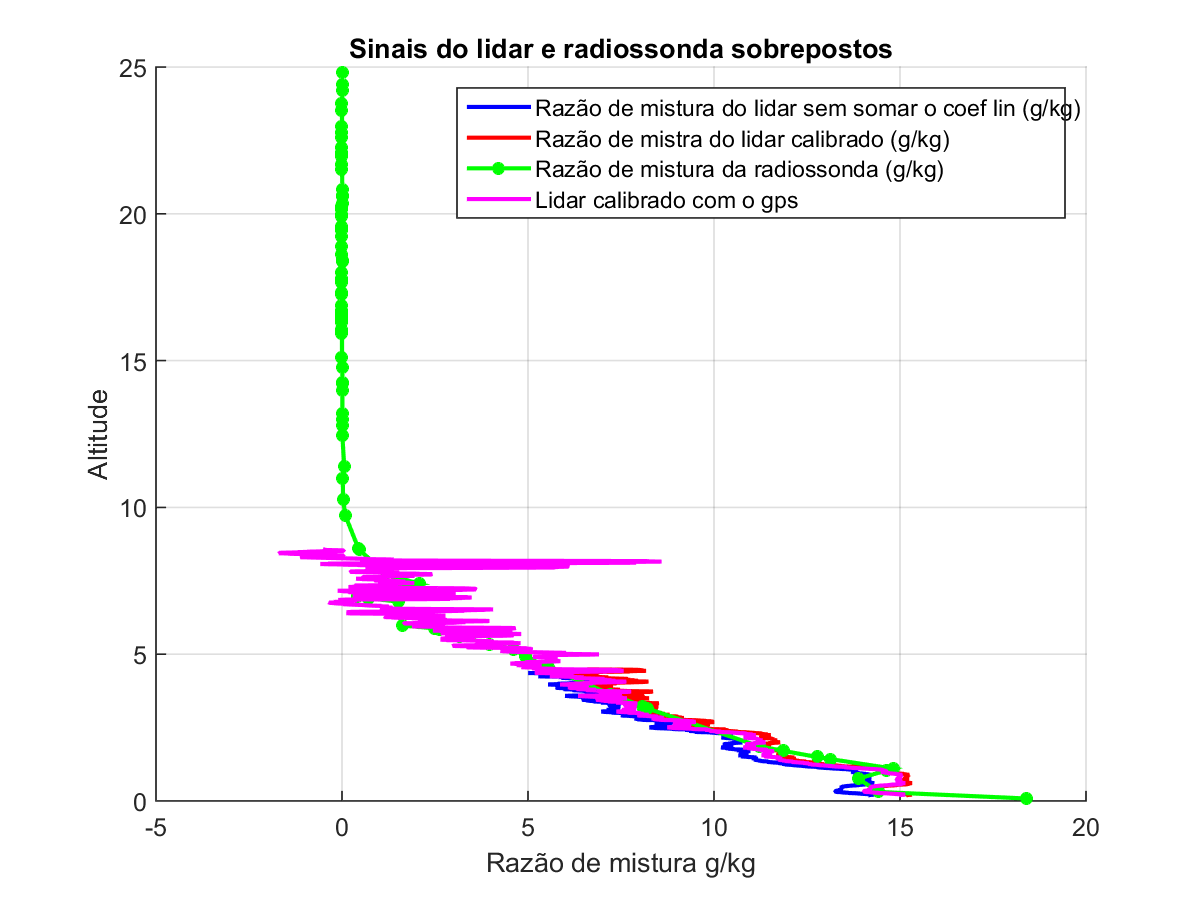 Sinais do lidar e radiossonda sobrepostos
25
Razão de mistura do lidar sem somar o coef lin (g/kg)
Razão de mistra do lidar calibrado (g/kg)
Razão de mistura da radiossonda (g/kg)
Lidar calibrado com o gps
20
15
Altitude
10
5
0
-5 0 5 10 15 20
Razão de mistura g/kg